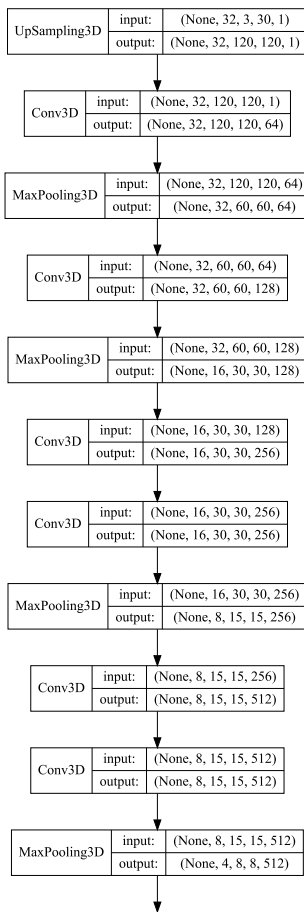 UpSampling3D input: (None, 32, 3, 30, 1)
output: (None, 32, 120, 120, 1)
Conv3D input: (None, 32, 120, 120, 1)
output: (None, 32, 120, 120, 64)
MaxPooling3D input: (None, 32, 120, 120, 64)
output: (None, 32, 60, 60, 64)
Conv3D input: (None, 32, 60, 60, 64)
output: (None, 32, 60, 60, 128)
MaxPooling3D input: (None, 32, 60, 60, 128)
output: (None, 16, 30, 30, 128)
Conv3D input: (None, 16, 30, 30, 128)
output: (None, 16, 30, 30, 256)
Conv3D input: (None, 16, 30, 30, 256)
output: (None, 16, 30, 30, 256)
MaxPooling3D input: (None, 16, 30, 30, 256)
output: (None, 8, 15, 15, 256)
Conv3D input: (None, 8, 15, 15, 256)
output: (None, 8, 15, 15, 512)
Conv3D input: (None, 8, 15, 15, 512)
output: (None, 8, 15, 15, 512)
MaxPooling3D input: (None, 8, 15, 15, 512)
output: (None, 4, 8, 8, 512)